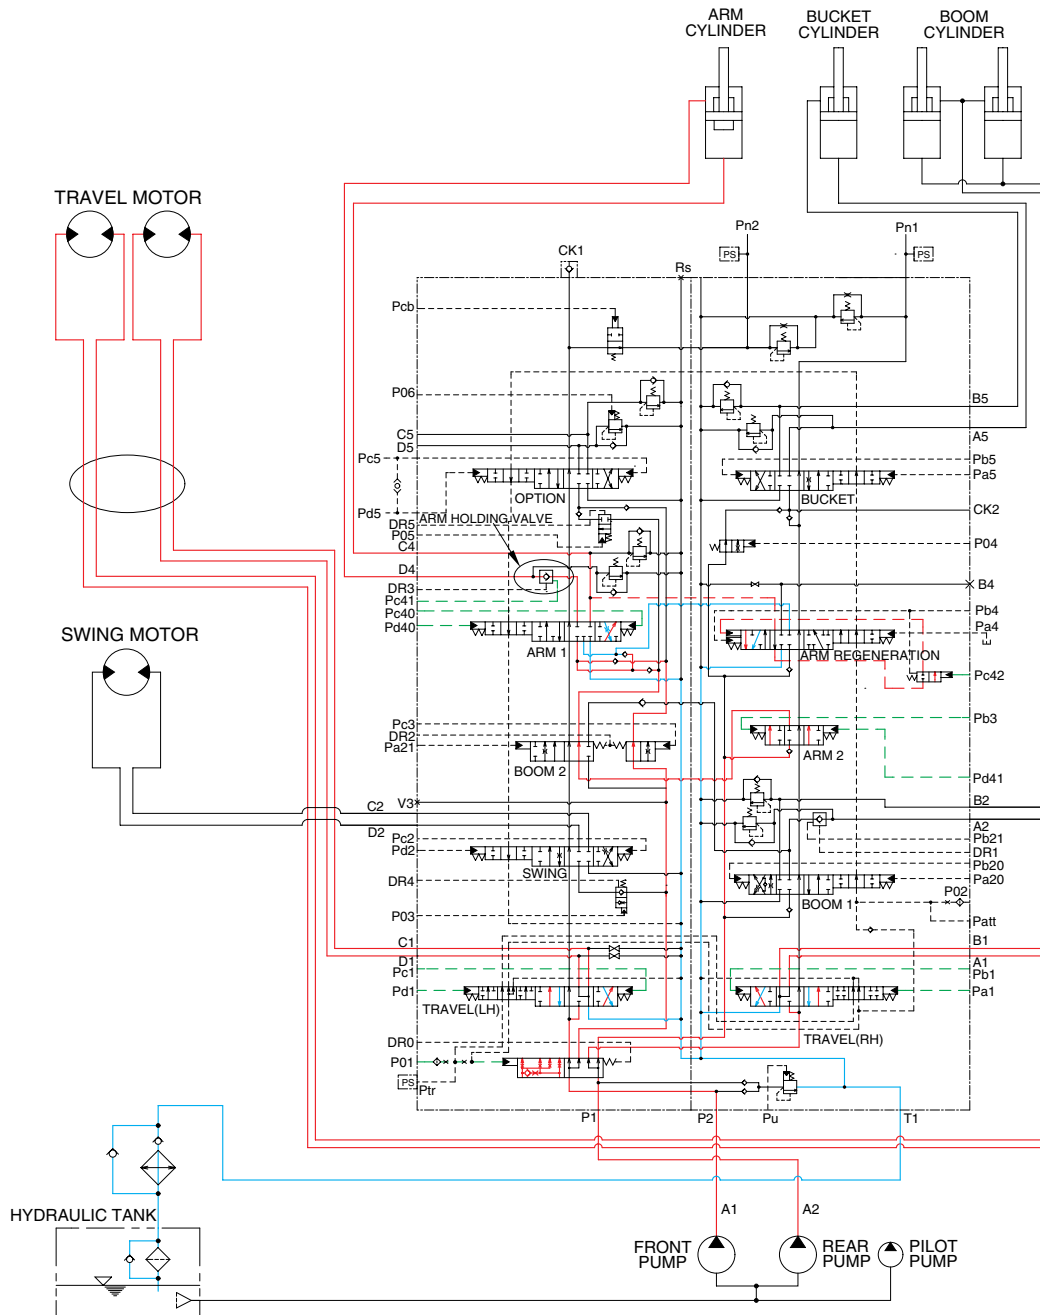 ARM
CYLINDER
BUCKET
CYLINDER
BOOM
CYLINDER
TRAVEL MOTOR
Pn2
Pn1
PS
PS
CK1
Rs
Pcb
P06
B5
C5
D5
A5
Pc5
Pb5
Pa5
OPTION
BUCKET
Pd5
CK2
ARM HOLDING VALVE
DR5
P05
C4
P04
D4
DR3
B4
Pc41
Pc40
Pb4
Pd40
Pa4
E
SWING MOTOR
ARM 1
ARM REGENERATION
Pc42
Pc3
Pb3
DR2
Pa21
BOOM 2
ARM 2
Pd41
C2
V3
B2
D2
A2
Pc2
Pb21
Pd2
DR1
SWING
Pb20
DR4
Pa20
P02
BOOM 1
P03
Patt
C1
B1
D1
A1
Pc1
Pb1
Pd1
Pa1
TRAVEL(LH)
TRAVEL(RH)
DR0
P01
PS
Ptr
P1
P2
Pu
T1
HYDRAULIC TANK
A1
A2
FRONT
PUMP
REAR
PUMP
PILOT
PUMP